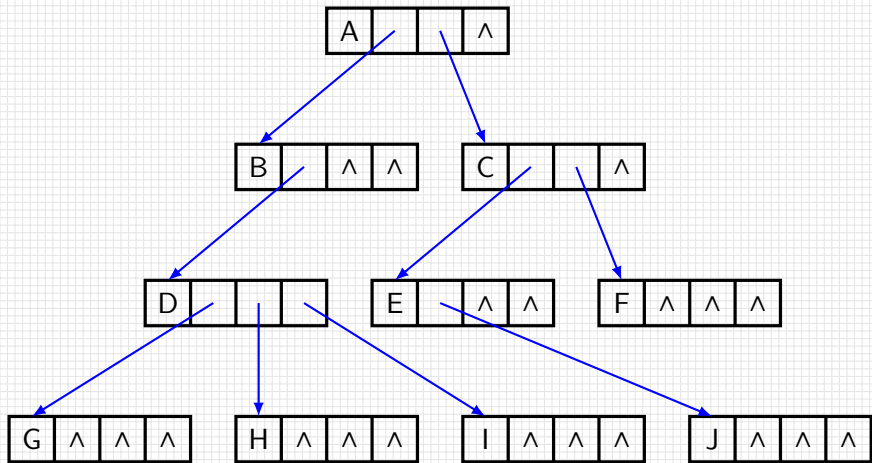 A ∧
B ∧ ∧ C ∧
D E ∧ ∧ F ∧ ∧ ∧
G ∧ ∧ ∧ H ∧ ∧ ∧ I ∧ ∧ ∧ J ∧ ∧ ∧